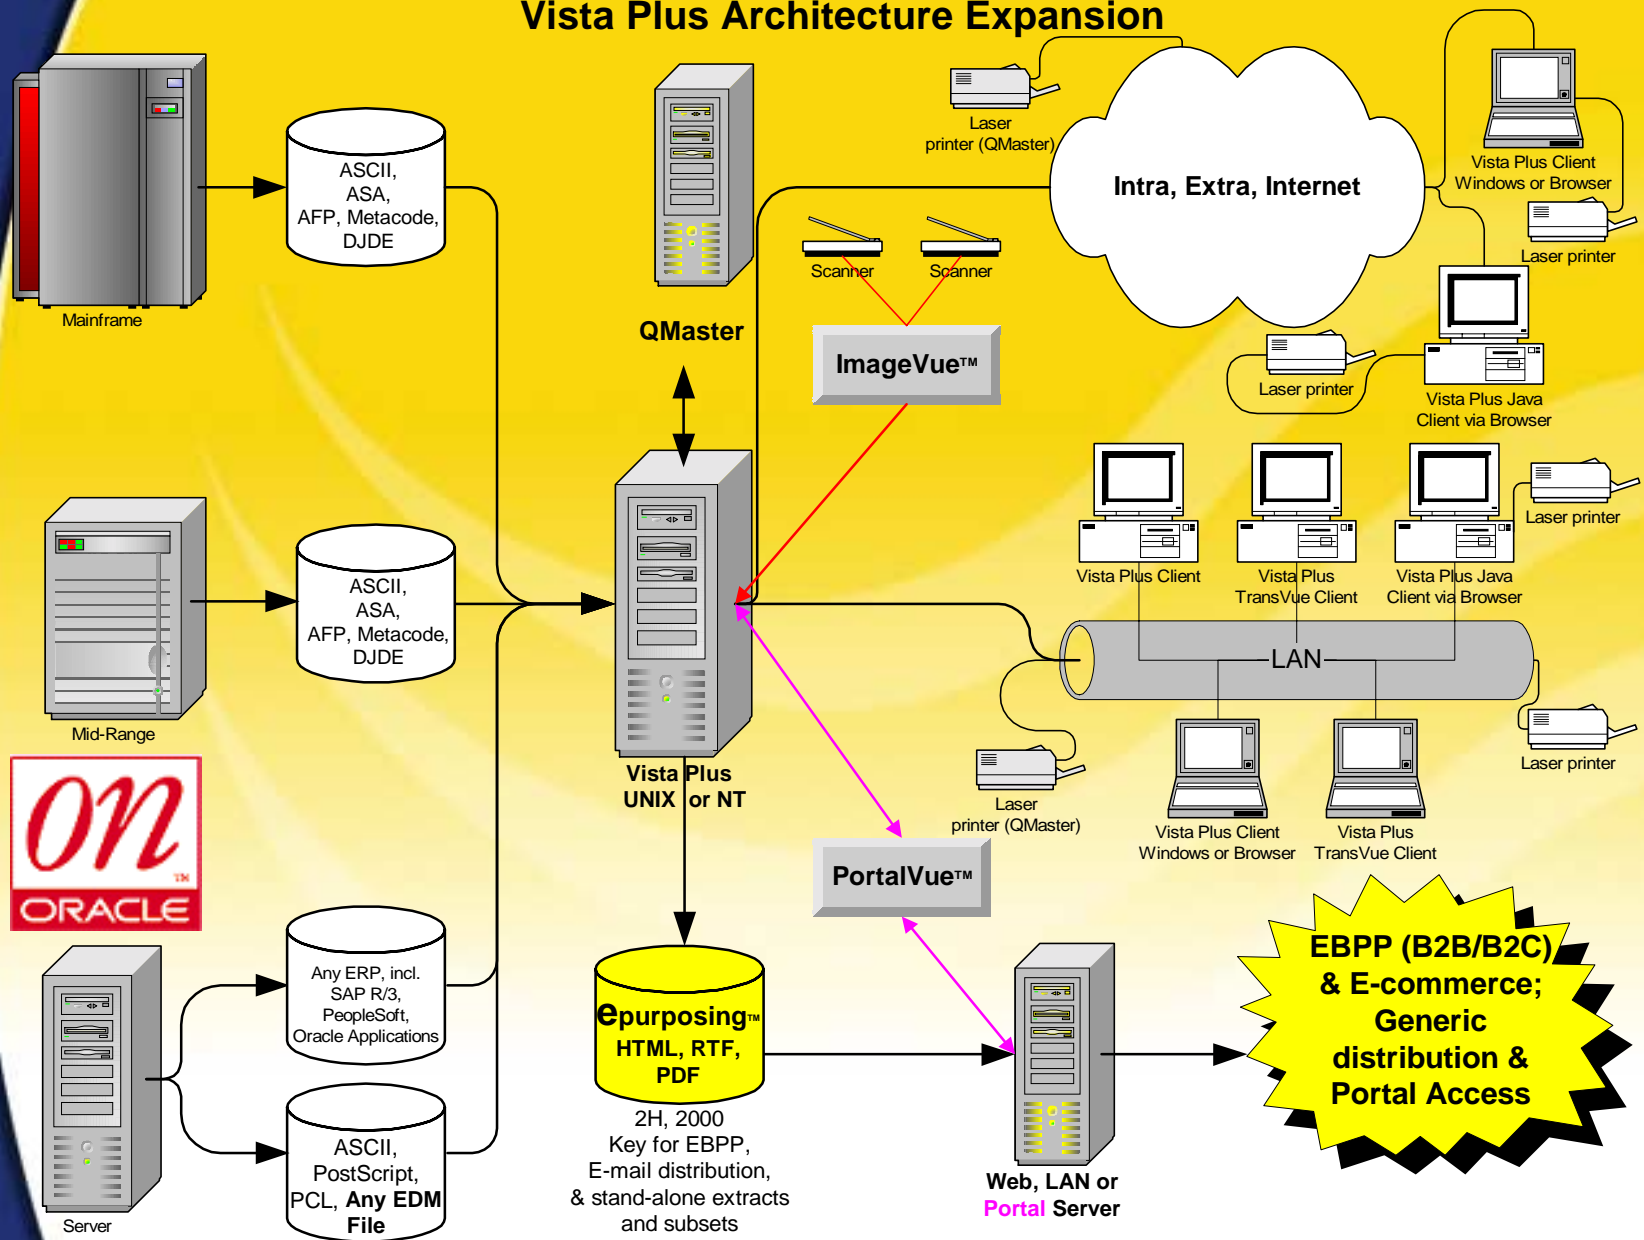 Vista Plus Architecture Expansion
ASCII,
ASA,
AFP, Metacode,
DJDE
Mainframe
QMaster
Laser
printer (QMaster)
Intra, Extra, Internet
Vista Plus Client
Windows or Browser
Laser printer
Scanner
Scanner
ImageVue™
Laser printer
Vista Plus Java
Client via Browser
ASCII,
ASA,
AFP, Metacode,
DJDE
Mid-Range
Vista Plus
UNIX or NT
Vista Plus Client
Vista Plus
TransVue Client
Vista Plus Java
Client via Browser
Laser printer
LAN
Laser
printer (QMaster)
Vista Plus Client
Windows or Browser
Vista Plus
TransVue Client
Laser printer
on™
ORACLE
PortalVue™
Any ERP, incl.
SAP R/3,
PeopleSoft,
Oracle Applications
ASCII,
PostScript,
PCL, Any EDM
File
Server
epurposing™
HTML, RTF,
PDF
2H, 2000
Key for EBPP,
E-mail distribution,
& stand-alone extracts
and subsets
Web, LAN or
Portal Server
EBPP (B2B/B2C)
& E-commerce;
Generic
distribution &
Portal Access